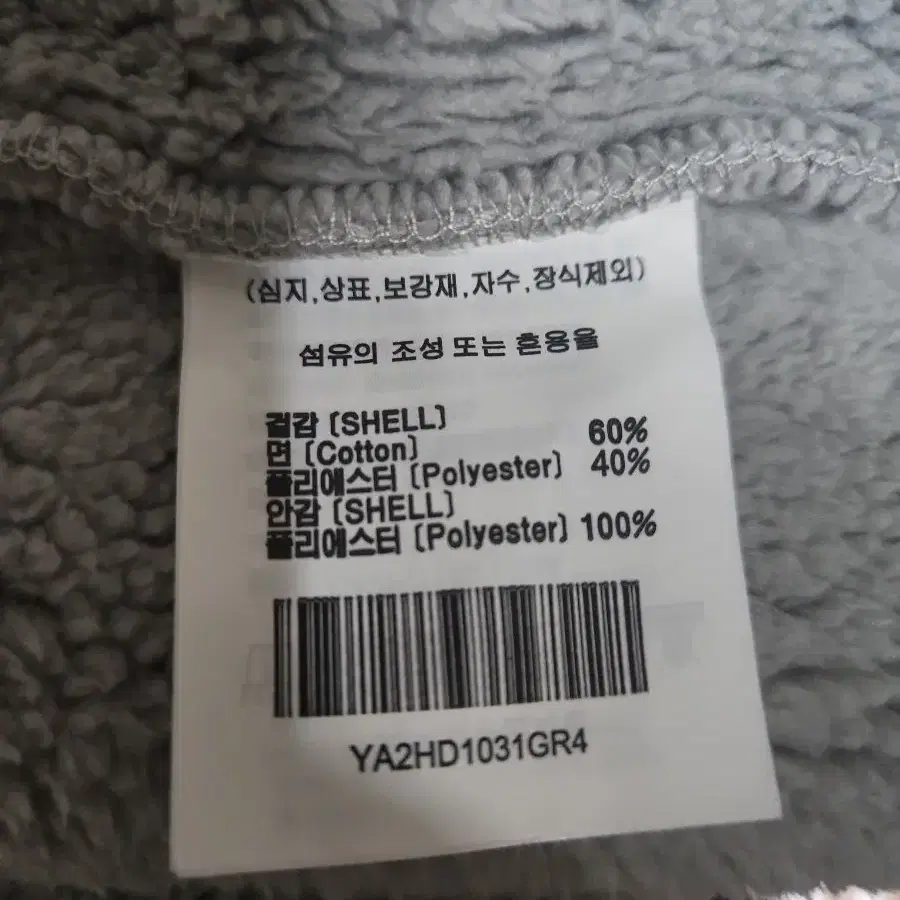 (심지,상표,보강재,자수,장식제외)
섬유의 조성 또는 혼용율
겉감 [SHELL]
면 [Cotton] 60%
폴리에스터 [Polyester] 40%
안감 [SHELL]
폴리에스터 [Polyester] 100%
YA2HD1031GR4